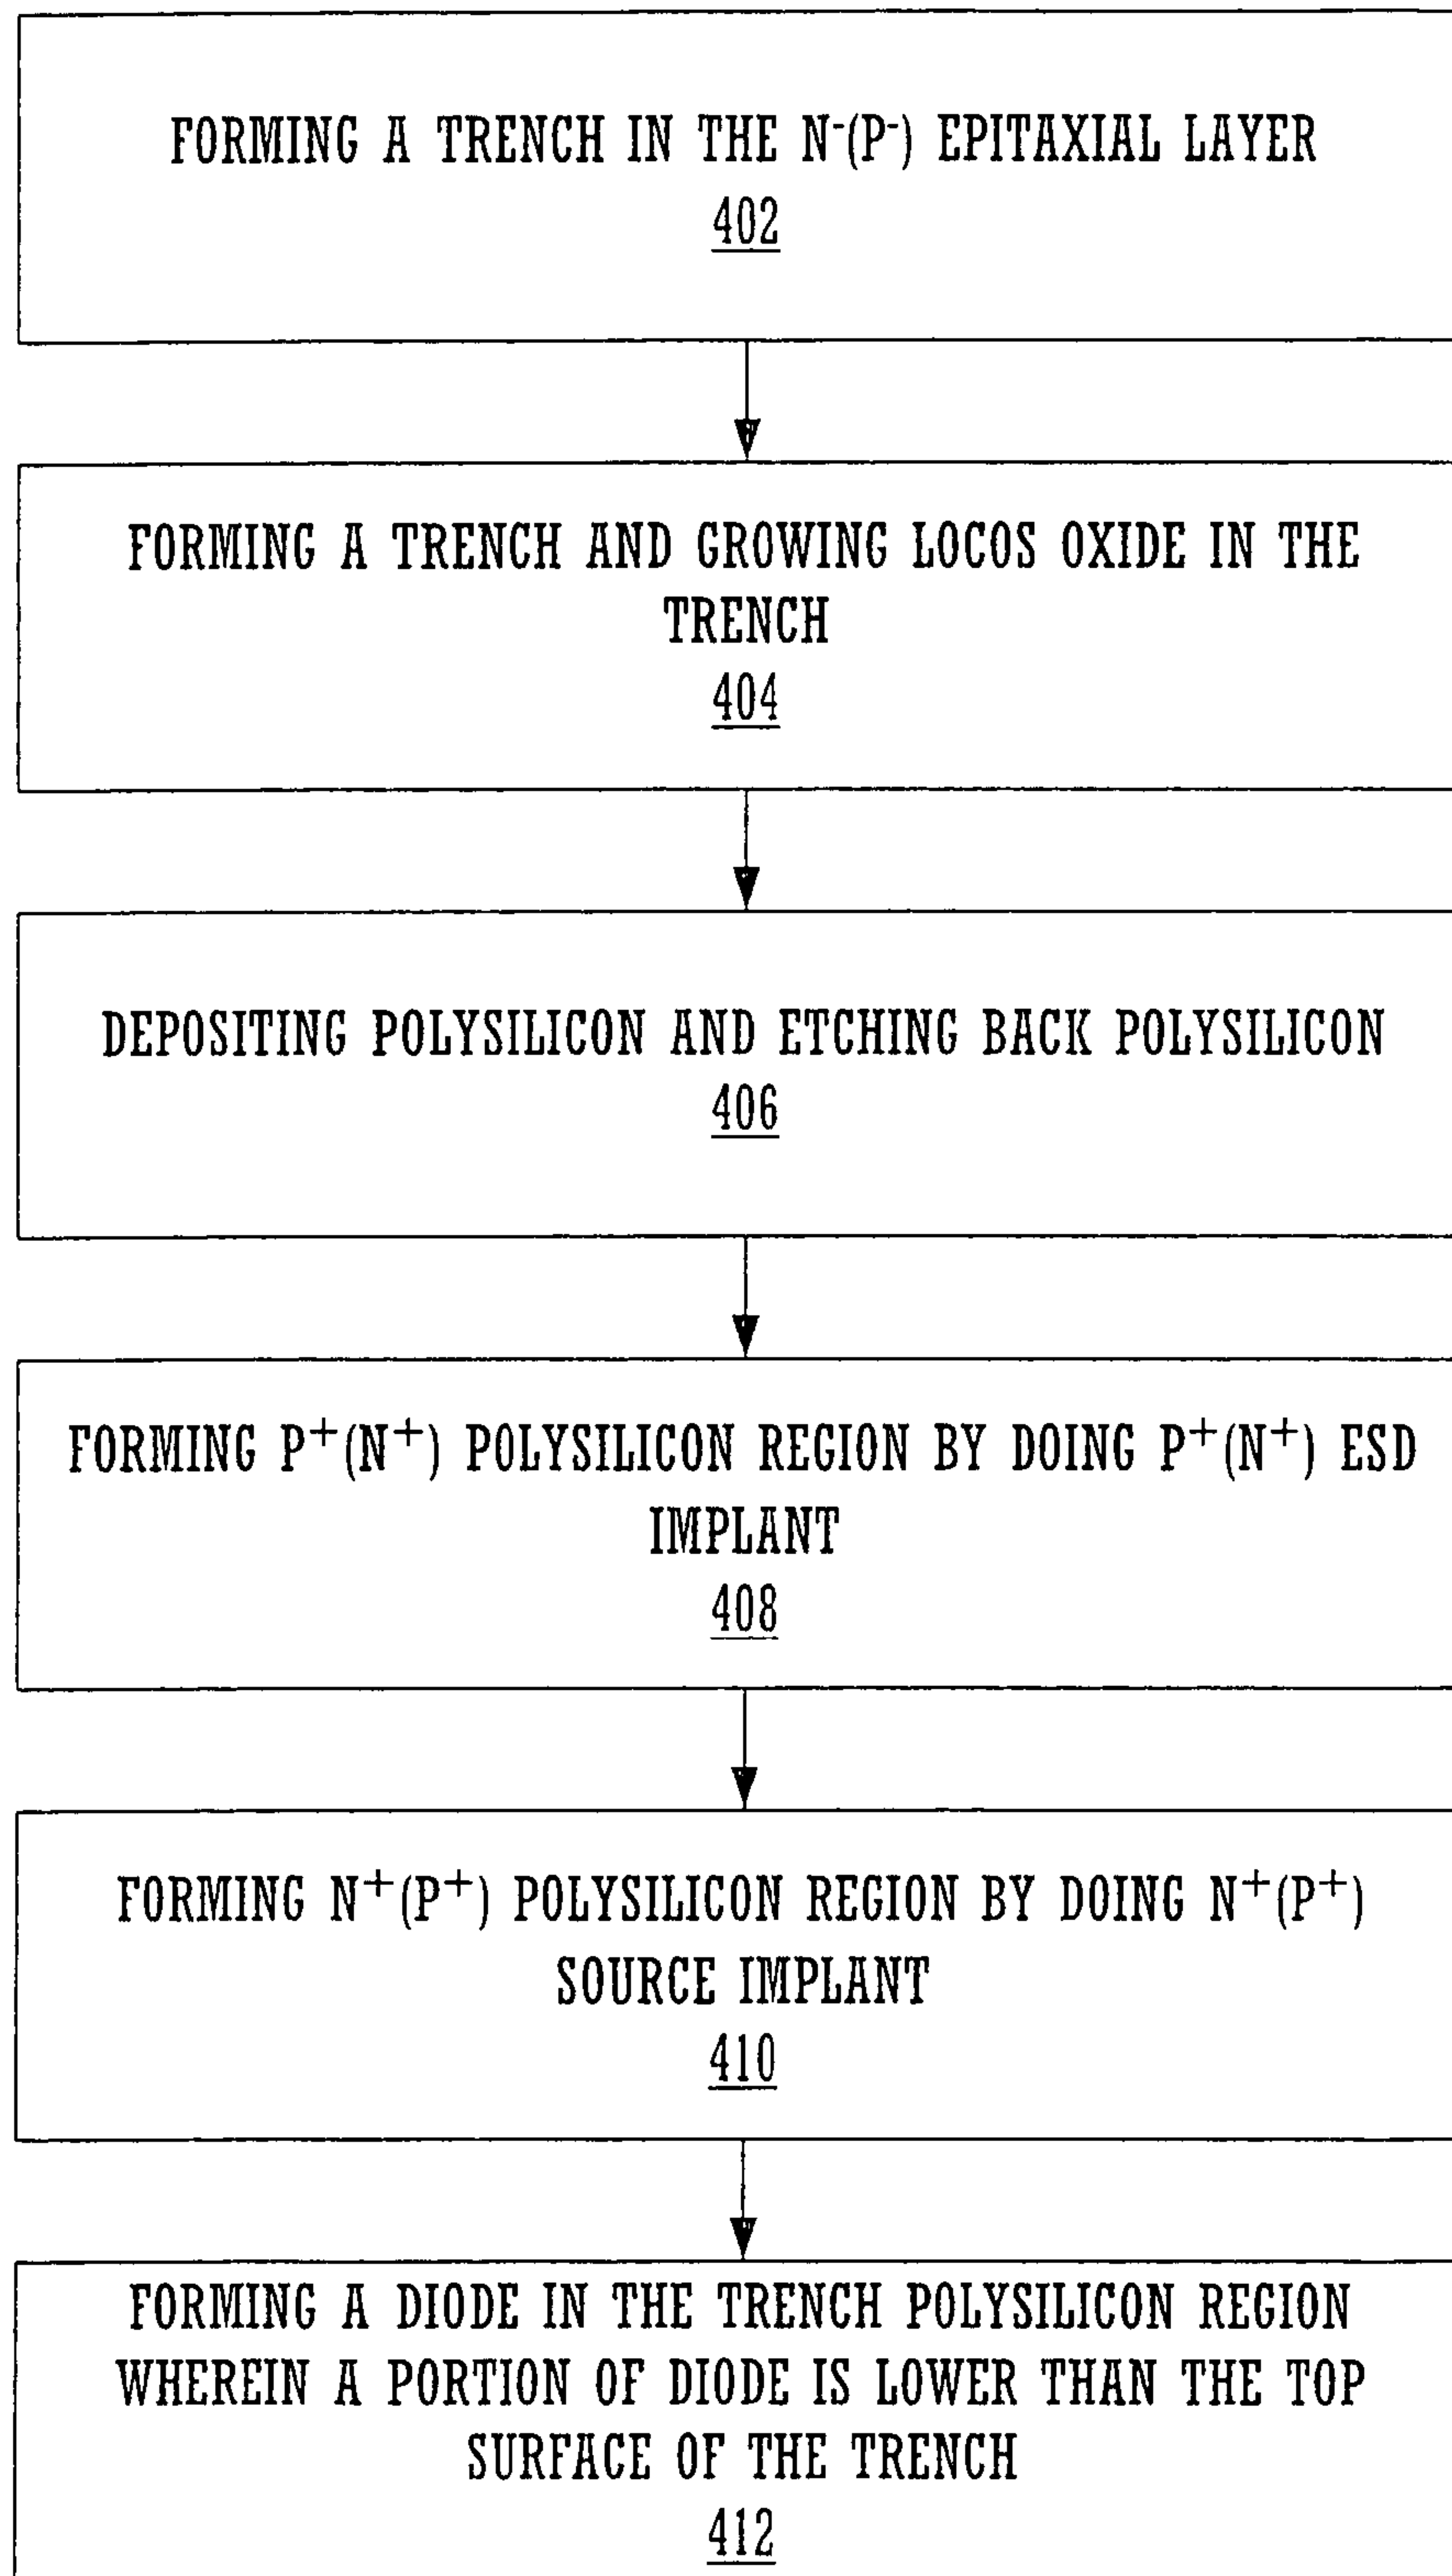 FORMING A TRENCH IN THE N⁻(P⁻) EPITAXIAL LAYER
402
FORMING A TRENCH AND GROWING LOCOS OXIDE IN THE
TRENCH
404
DEPOSITING POLYSILICON AND ETCHING BACK POLYSILICON
406
FORMING P⁺(N⁺) POLYSILICON REGION BY DOING P⁺(N⁺) ESD
IMPLANT
408
FORMING N⁺(P⁺) POLYSILICON REGION BY DOING N⁺(P⁺)
SOURCE IMPLANT
410
FORMING A DIODE IN THE TRENCH POLYSILICON REGION
WHEREIN A PORTION OF DIODE IS LOWER THAN THE TOP
SURFACE OF THE TRENCH
412